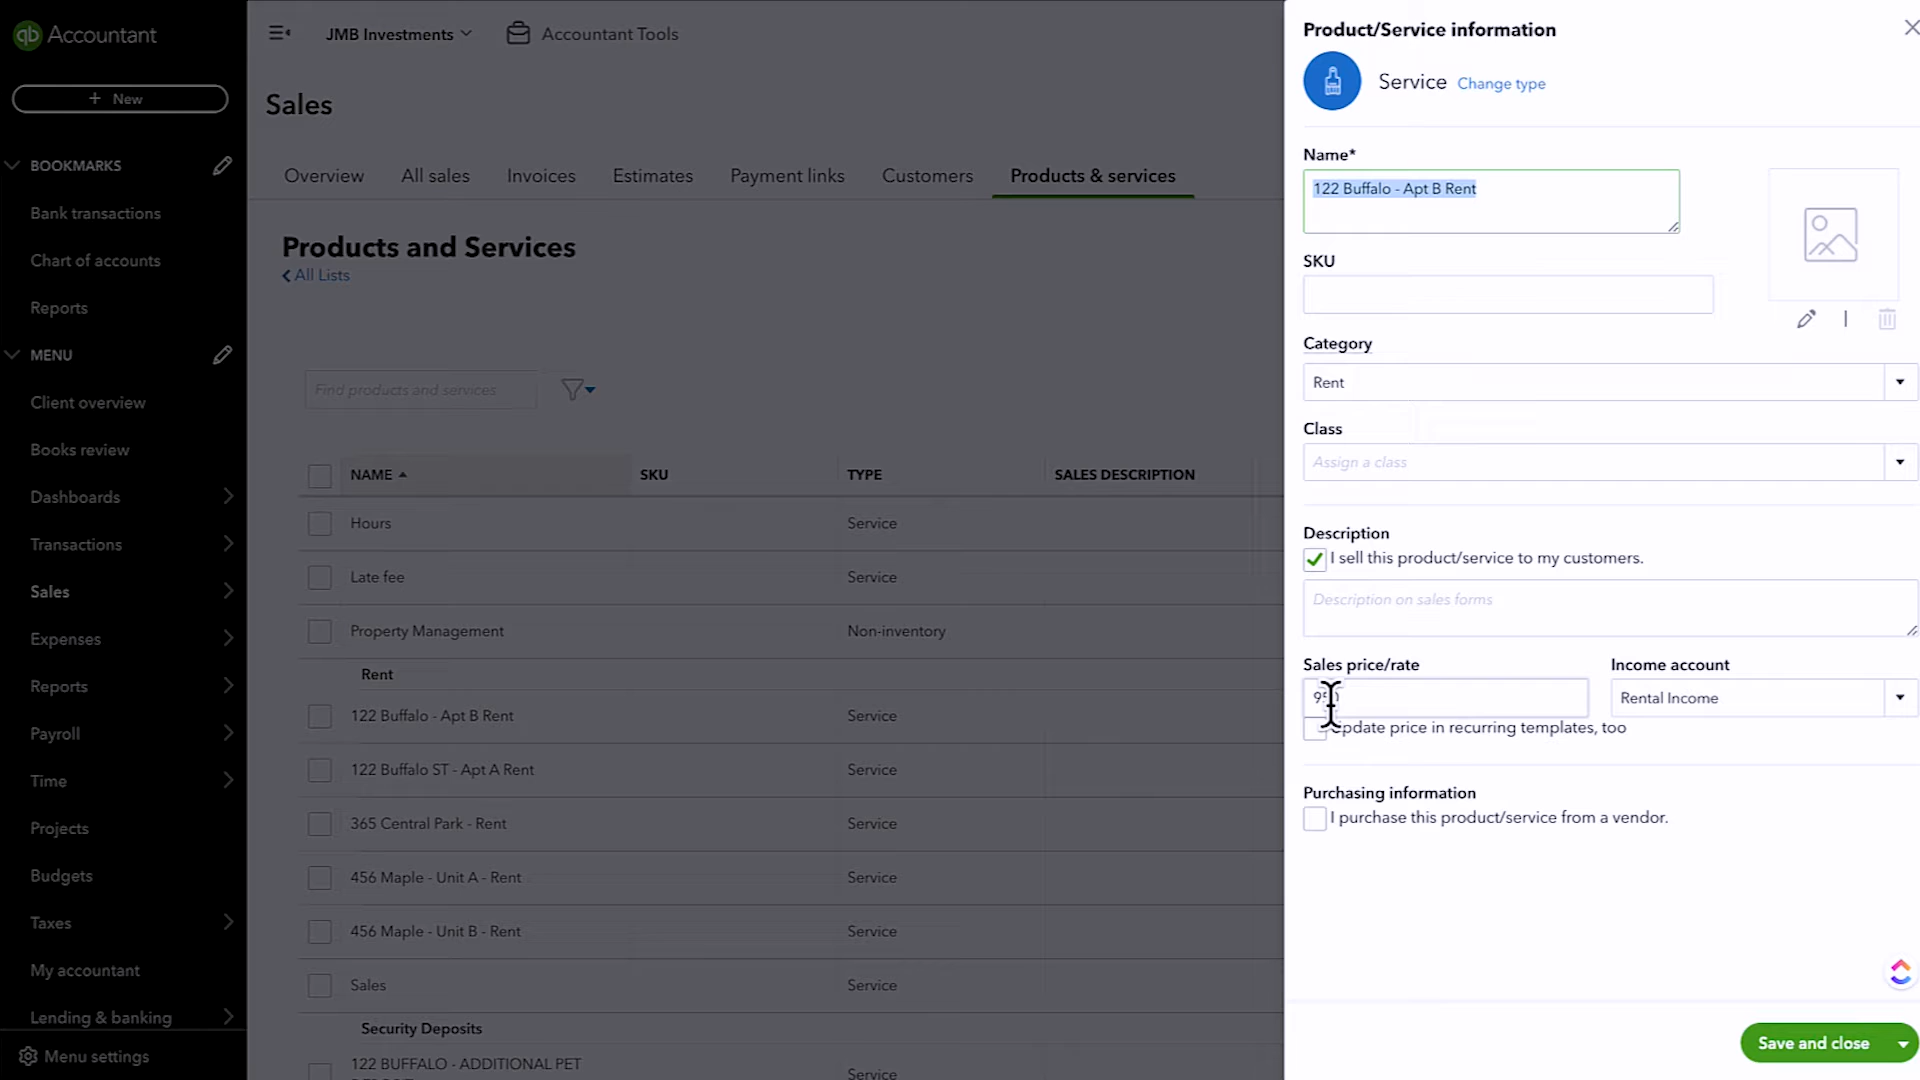 qb Accountant
+ New
BOOKMARKS
Bank transactions
Chart of accounts
Reports
MENU
Client overview
Books review
Dashboards
Transactions
Sales
Expenses
Reports
Payroll
Time
Projects
Budgets
Taxes
My accountant
Lending & banking
Menu settings
JMB Investments
Accountant Tools
Sales
Overview All sales Invoices Estimates Payment links Customers Products & services
Products and Services
All Lists
Find products and services
NAME SKU TYPE SALES DESCRIPTION
Hours Service
Late fee Service
Property Management Non-inventory
Rent
122 Buffalo - Apt B Rent Service
122 Buffalo ST - Apt A Rent Service
365 Central Park - Rent Service
456 Maple - Unit A - Rent Service
456 Maple - Unit B - Rent Service
Sales Service
Security Deposits
122 BUFFALO - ADDITIONAL PET
Service
Product/Service information
Service Change type
Name*
122 Buffalo - Apt B Rent
SKU
Category
Rent
Class
Assign a class
Description
I sell this product/service to my customers.
Description on sales forms
Sales price/rate
Income account
Rental Income
Update price in recurring templates, too
Purchasing information
I purchase this product/service from a vendor.
Save and close